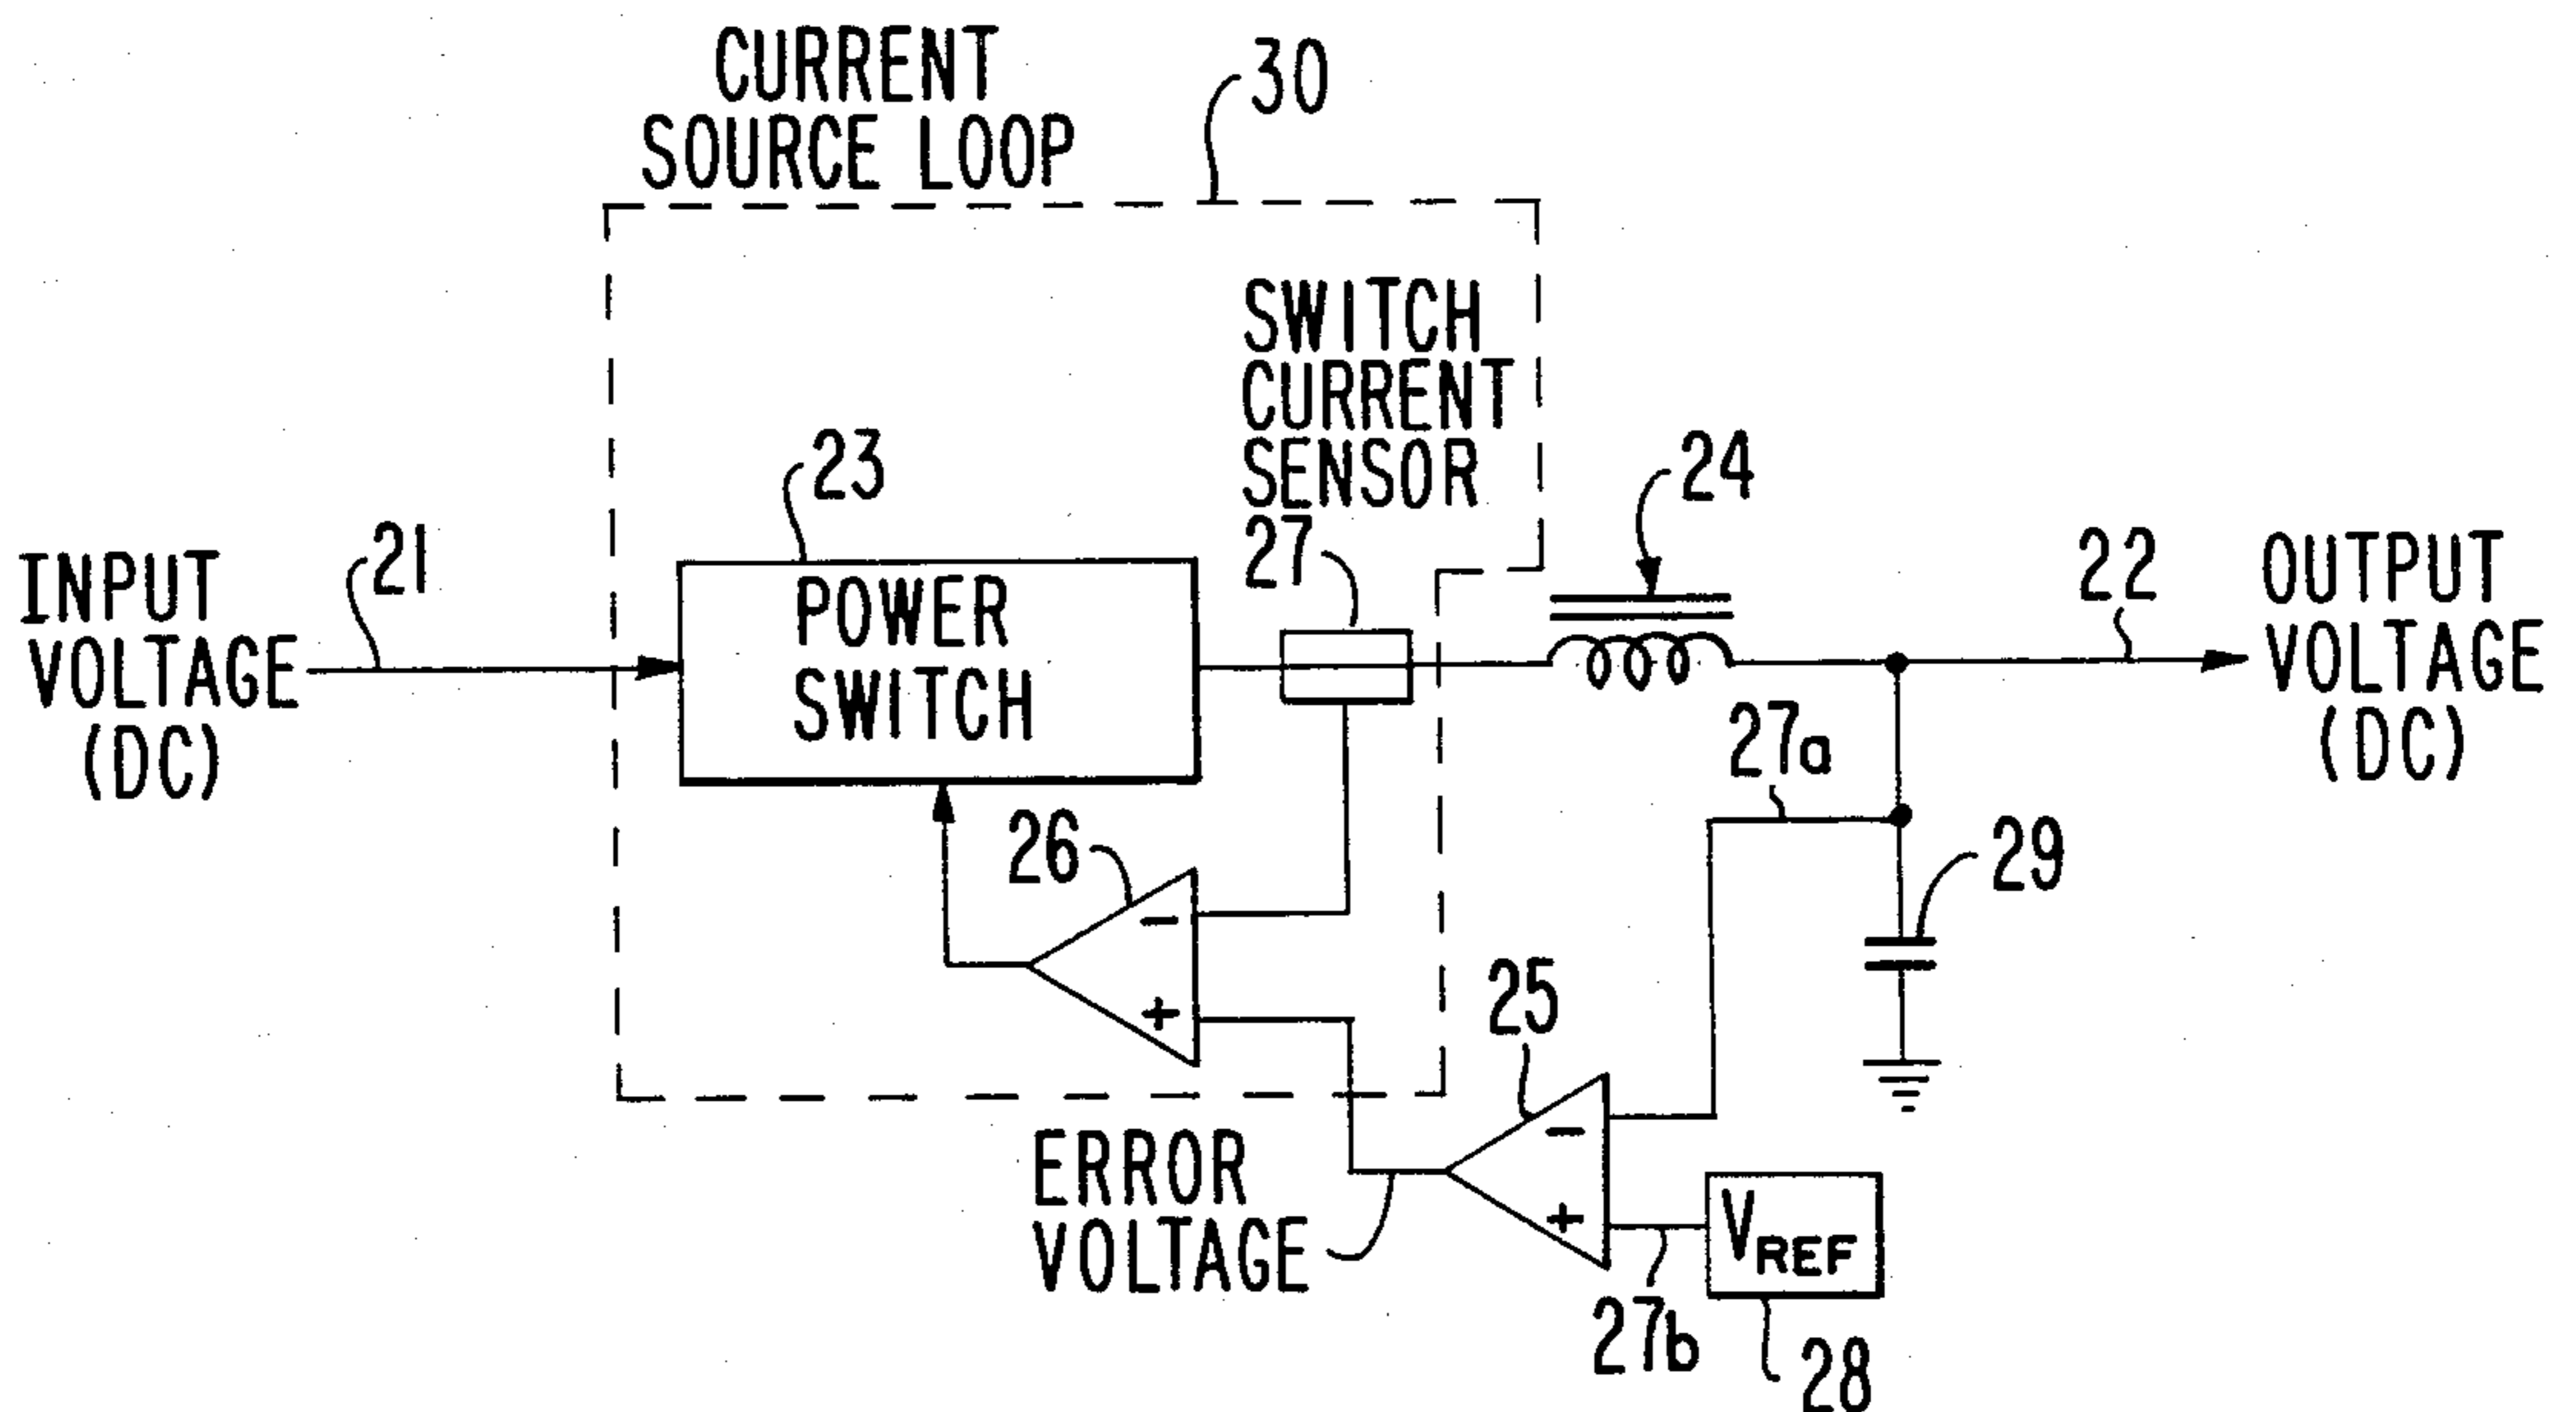 CURRENT
SOURCE LOOP
30
SWITCH
CURRENT
SENSOR
27
23
24
21
INPUT
VOLTAGE
(DC)
POWER
SWITCH
22
OUTPUT
VOLTAGE
(DC)
27a
26
29
-
+
25
-
+
ERROR
VOLTAGE
VREF
27b
28